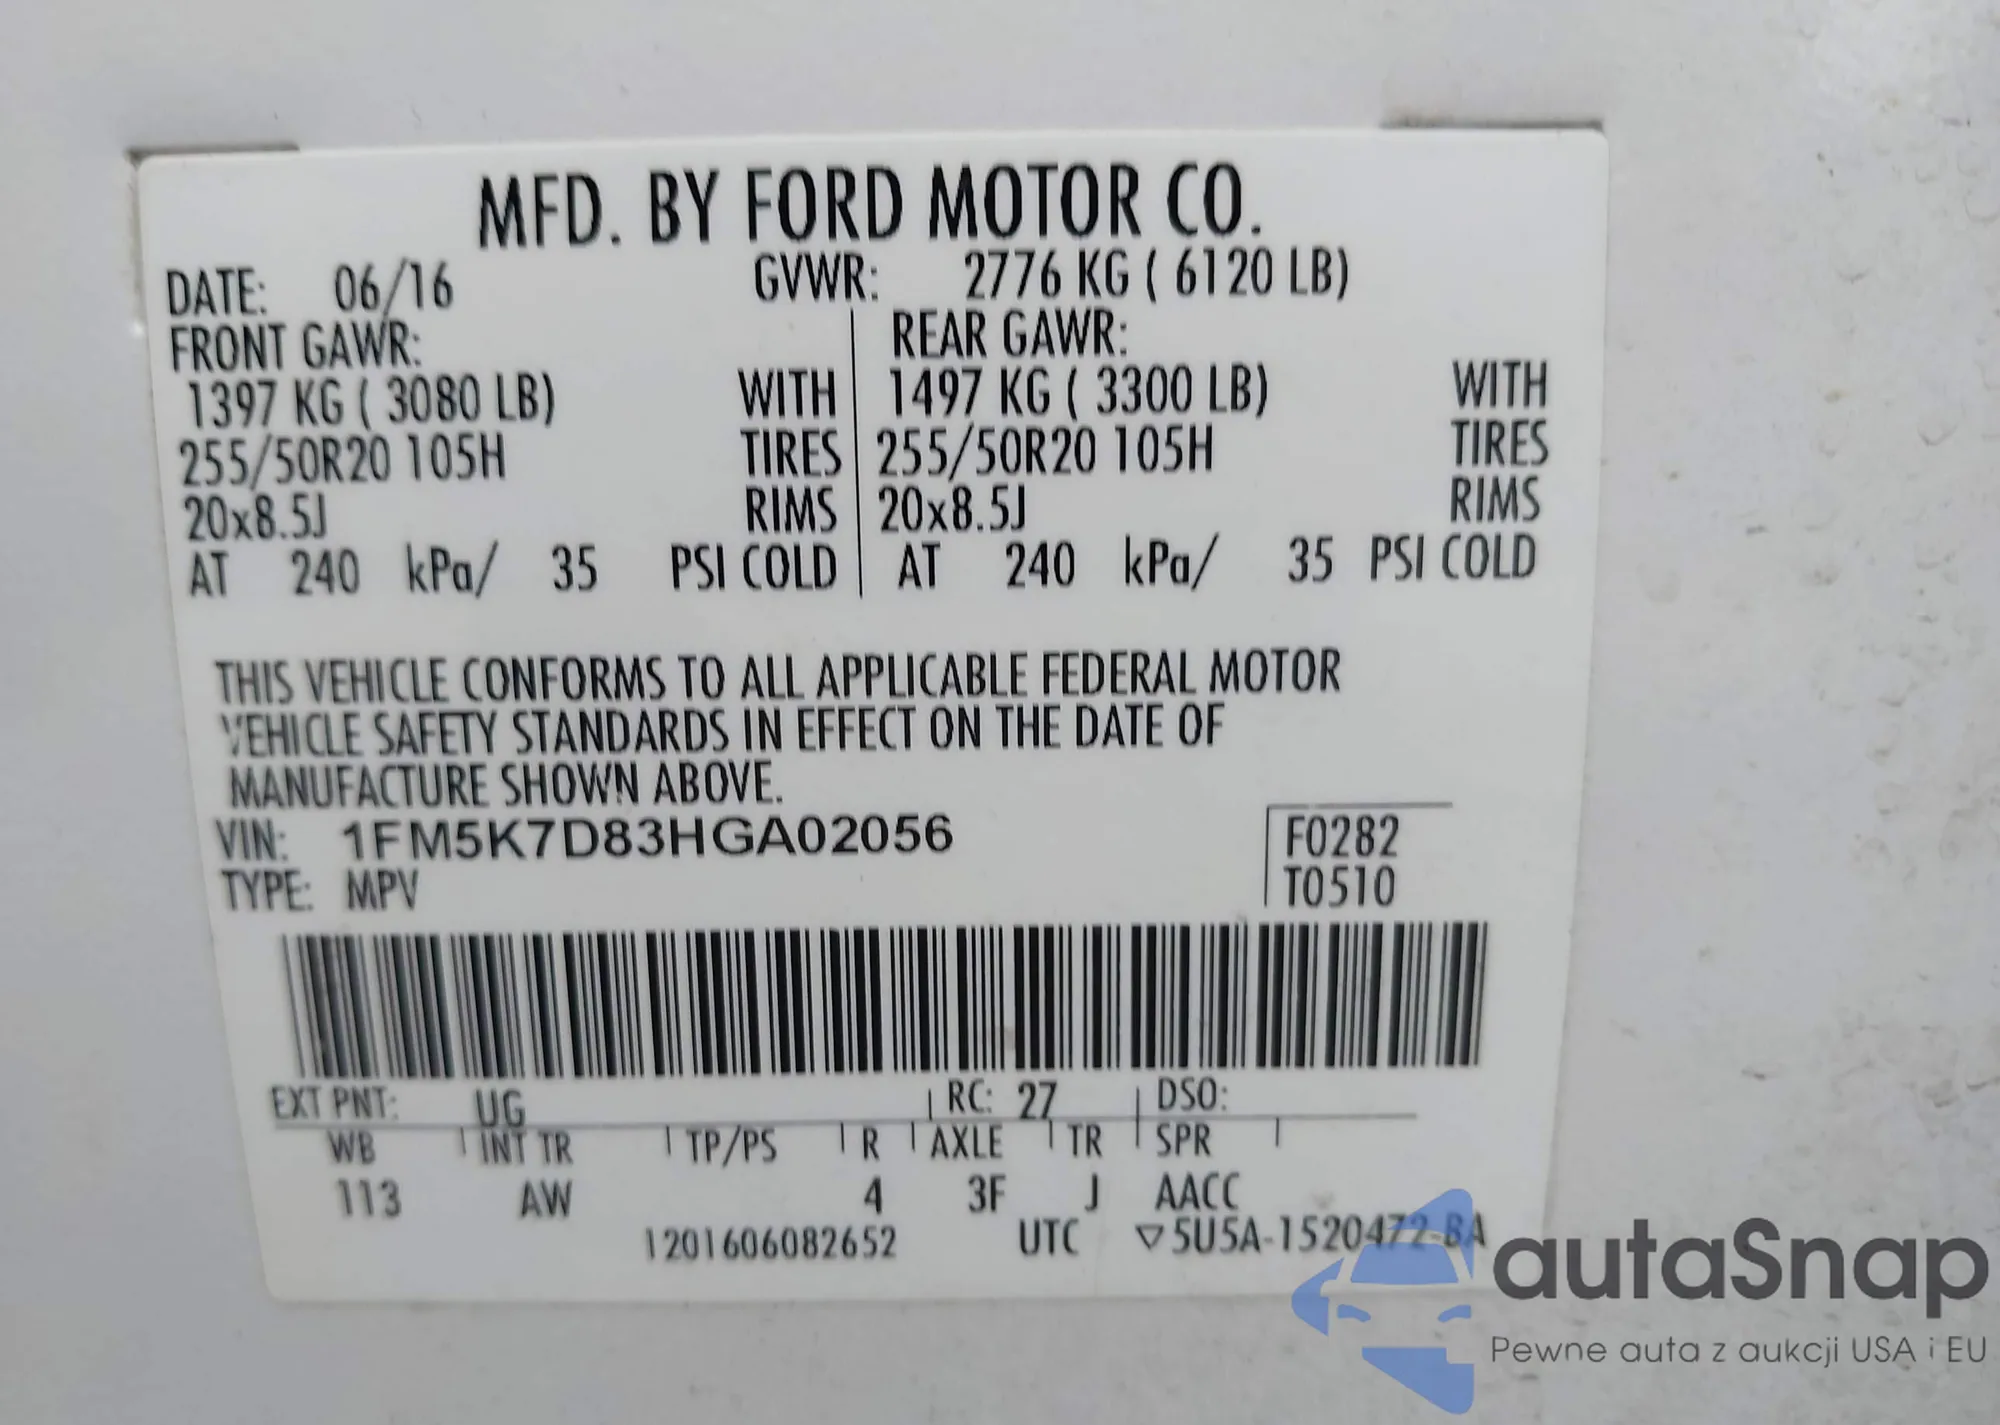 MFD. BY FORD MOTOR CO.
DATE: 06/16 GVWR: 2776 KG ( 6120 LB)
FRONT GAWR: REAR GAWR:
1397 KG ( 3080 LB) WITH 1497 KG ( 3300 LB) WITH
255/50R20 105H TIRES 255/50R20 105H TIRES
20x8.5J RIMS 20x8.5J RIMS
AT 240 kPa/ 35 PSI COLD AT 240 kPa/ 35 PSI COLD
THIS VEHICLE CONFORMS TO ALL APPLICABLE FEDERAL MOTOR
VEHICLE SAFETY STANDARDS IN EFFECT ON THE DATE OF
MANUFACTURE SHOWN ABOVE.
VIN: 1FM5K7D83HGA02056 F0282
TYPE: MPV T0510
EXT PNT: UG RC: 27 DSO:
WB INT TR TP/PS R AXLE TR SPR
113 AW 4 3F J AACC
1201606082652 UTC ▽5U5A-1520472-BA
autaSnap
Pewne auta z aukcji USA i EU